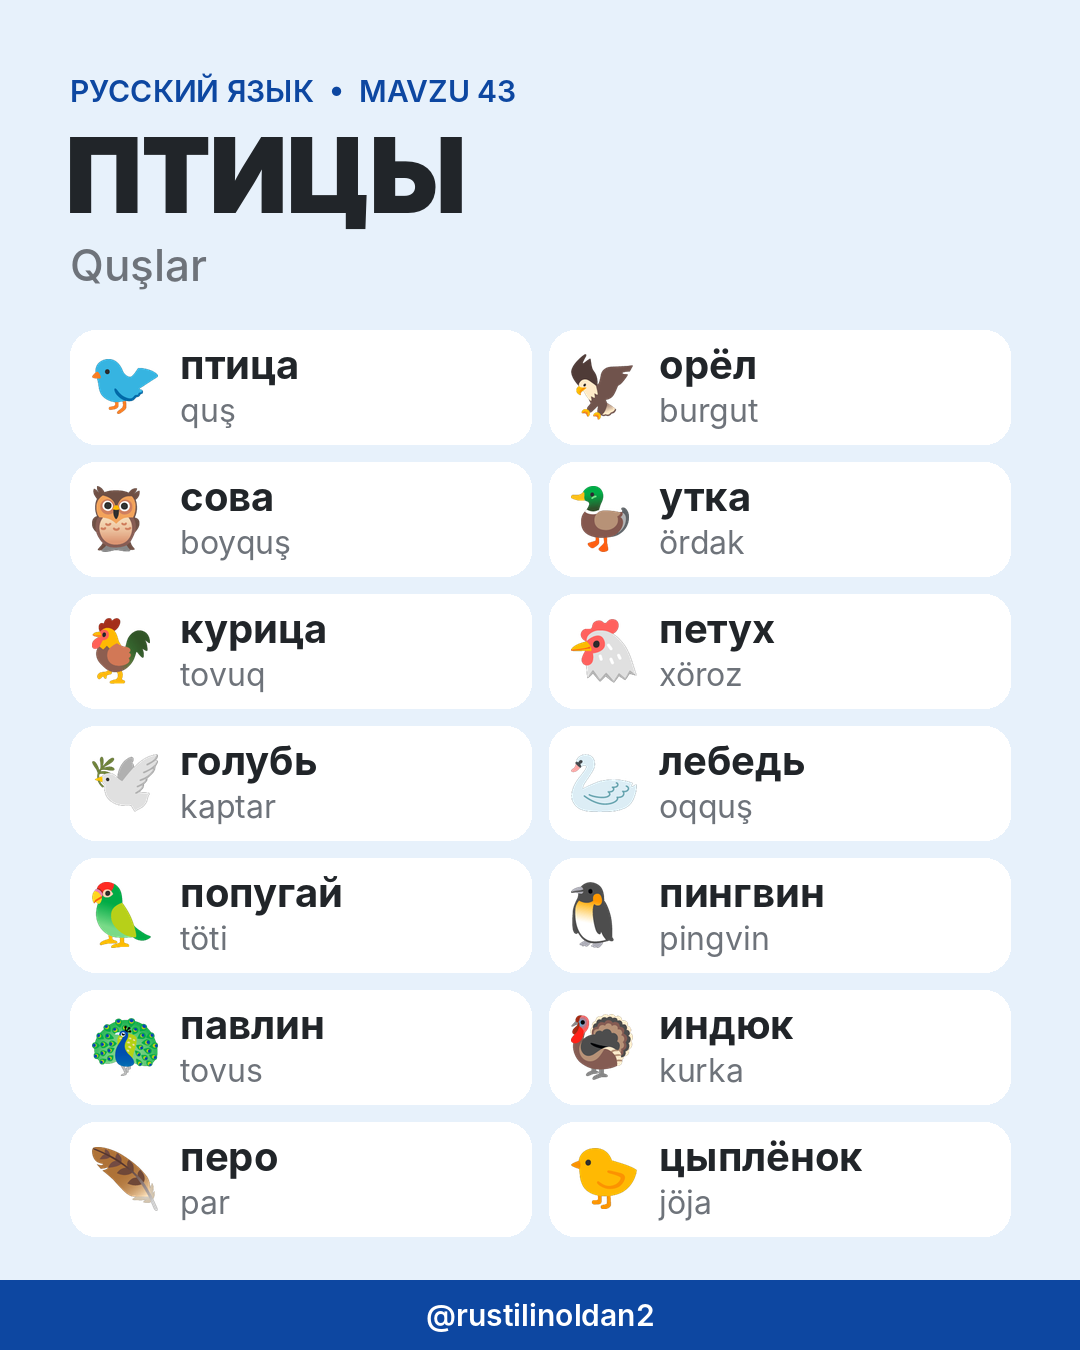 РУССКИЙ ЯЗЫК • MAVZU 43
ПТИЦЫ
Quşlar
птица
quş
орёл
burgut
сова
boyquş
утка
ördak
курица
tovuq
петух
xöroz
голубь
kaptar
лебедь
oqquş
попугай
töti
пингвин
pingvin
павлин
tovus
индюк
kurka
перо
par
цыплёнок
jöja
@rustilinoldan2